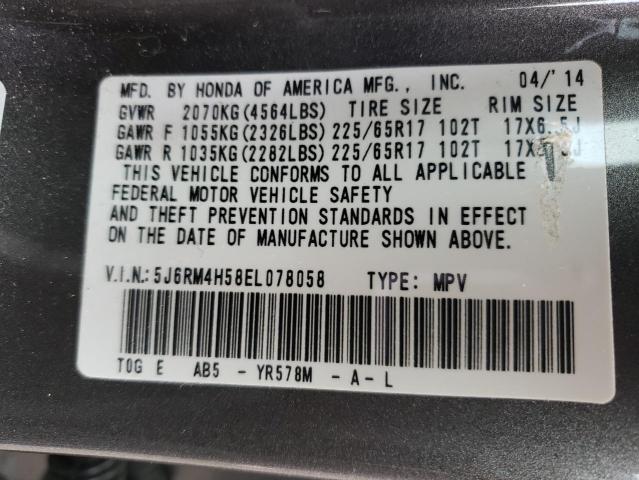 MFD. BY HONDA OF AMERICA MFG., INC. 04/'14
GVWR 2070KG(4564LBS) TIRE SIZE RIM SIZE
GAWR F 1055KG(2326LBS) 225/65R17 102T 17X6.5J
GAWR R 1035KG(2282LBS) 225/65R17 102T
THIS VEHICLE CONFORMS TO ALL APPLICABLE
FEDERAL MOTOR VEHICLE SAFETY
AND THEFT PREVENTION STANDARDS IN EFFECT
ON THE DATE OF MANUFACTURE SHOWN ABOVE.
V.I.N.: 5J6RM4H58EL078058 TYPE: MPV
TOG E AB5 - YR578M - A - L